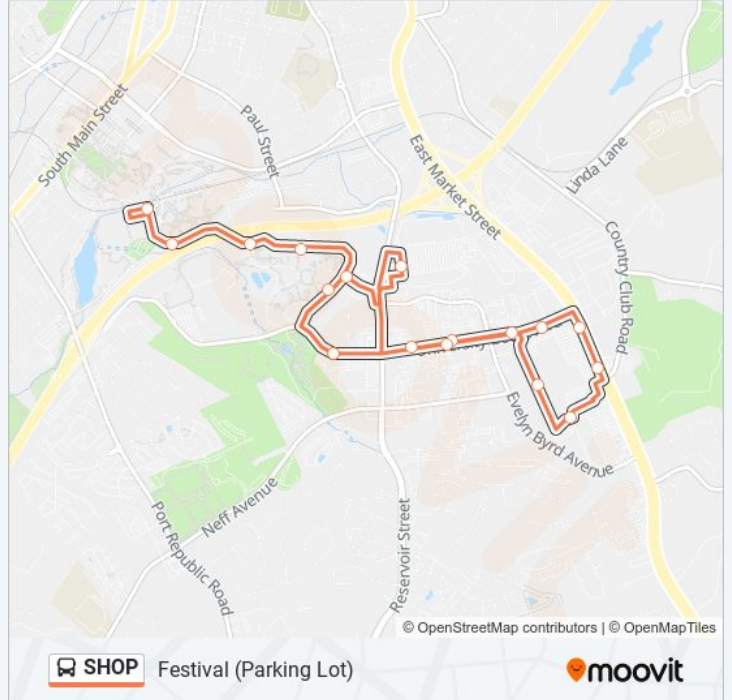 South Main Street
Paul Street
East Market Street
Linda Lane
Country Club Road
Evelyn Byrd Avenue
Neff Avenue
Port Republic Road
Reservoir Street
© OpenStreetMap contributors | © OpenMapTiles
SHOP Festival (Parking Lot)
moovit